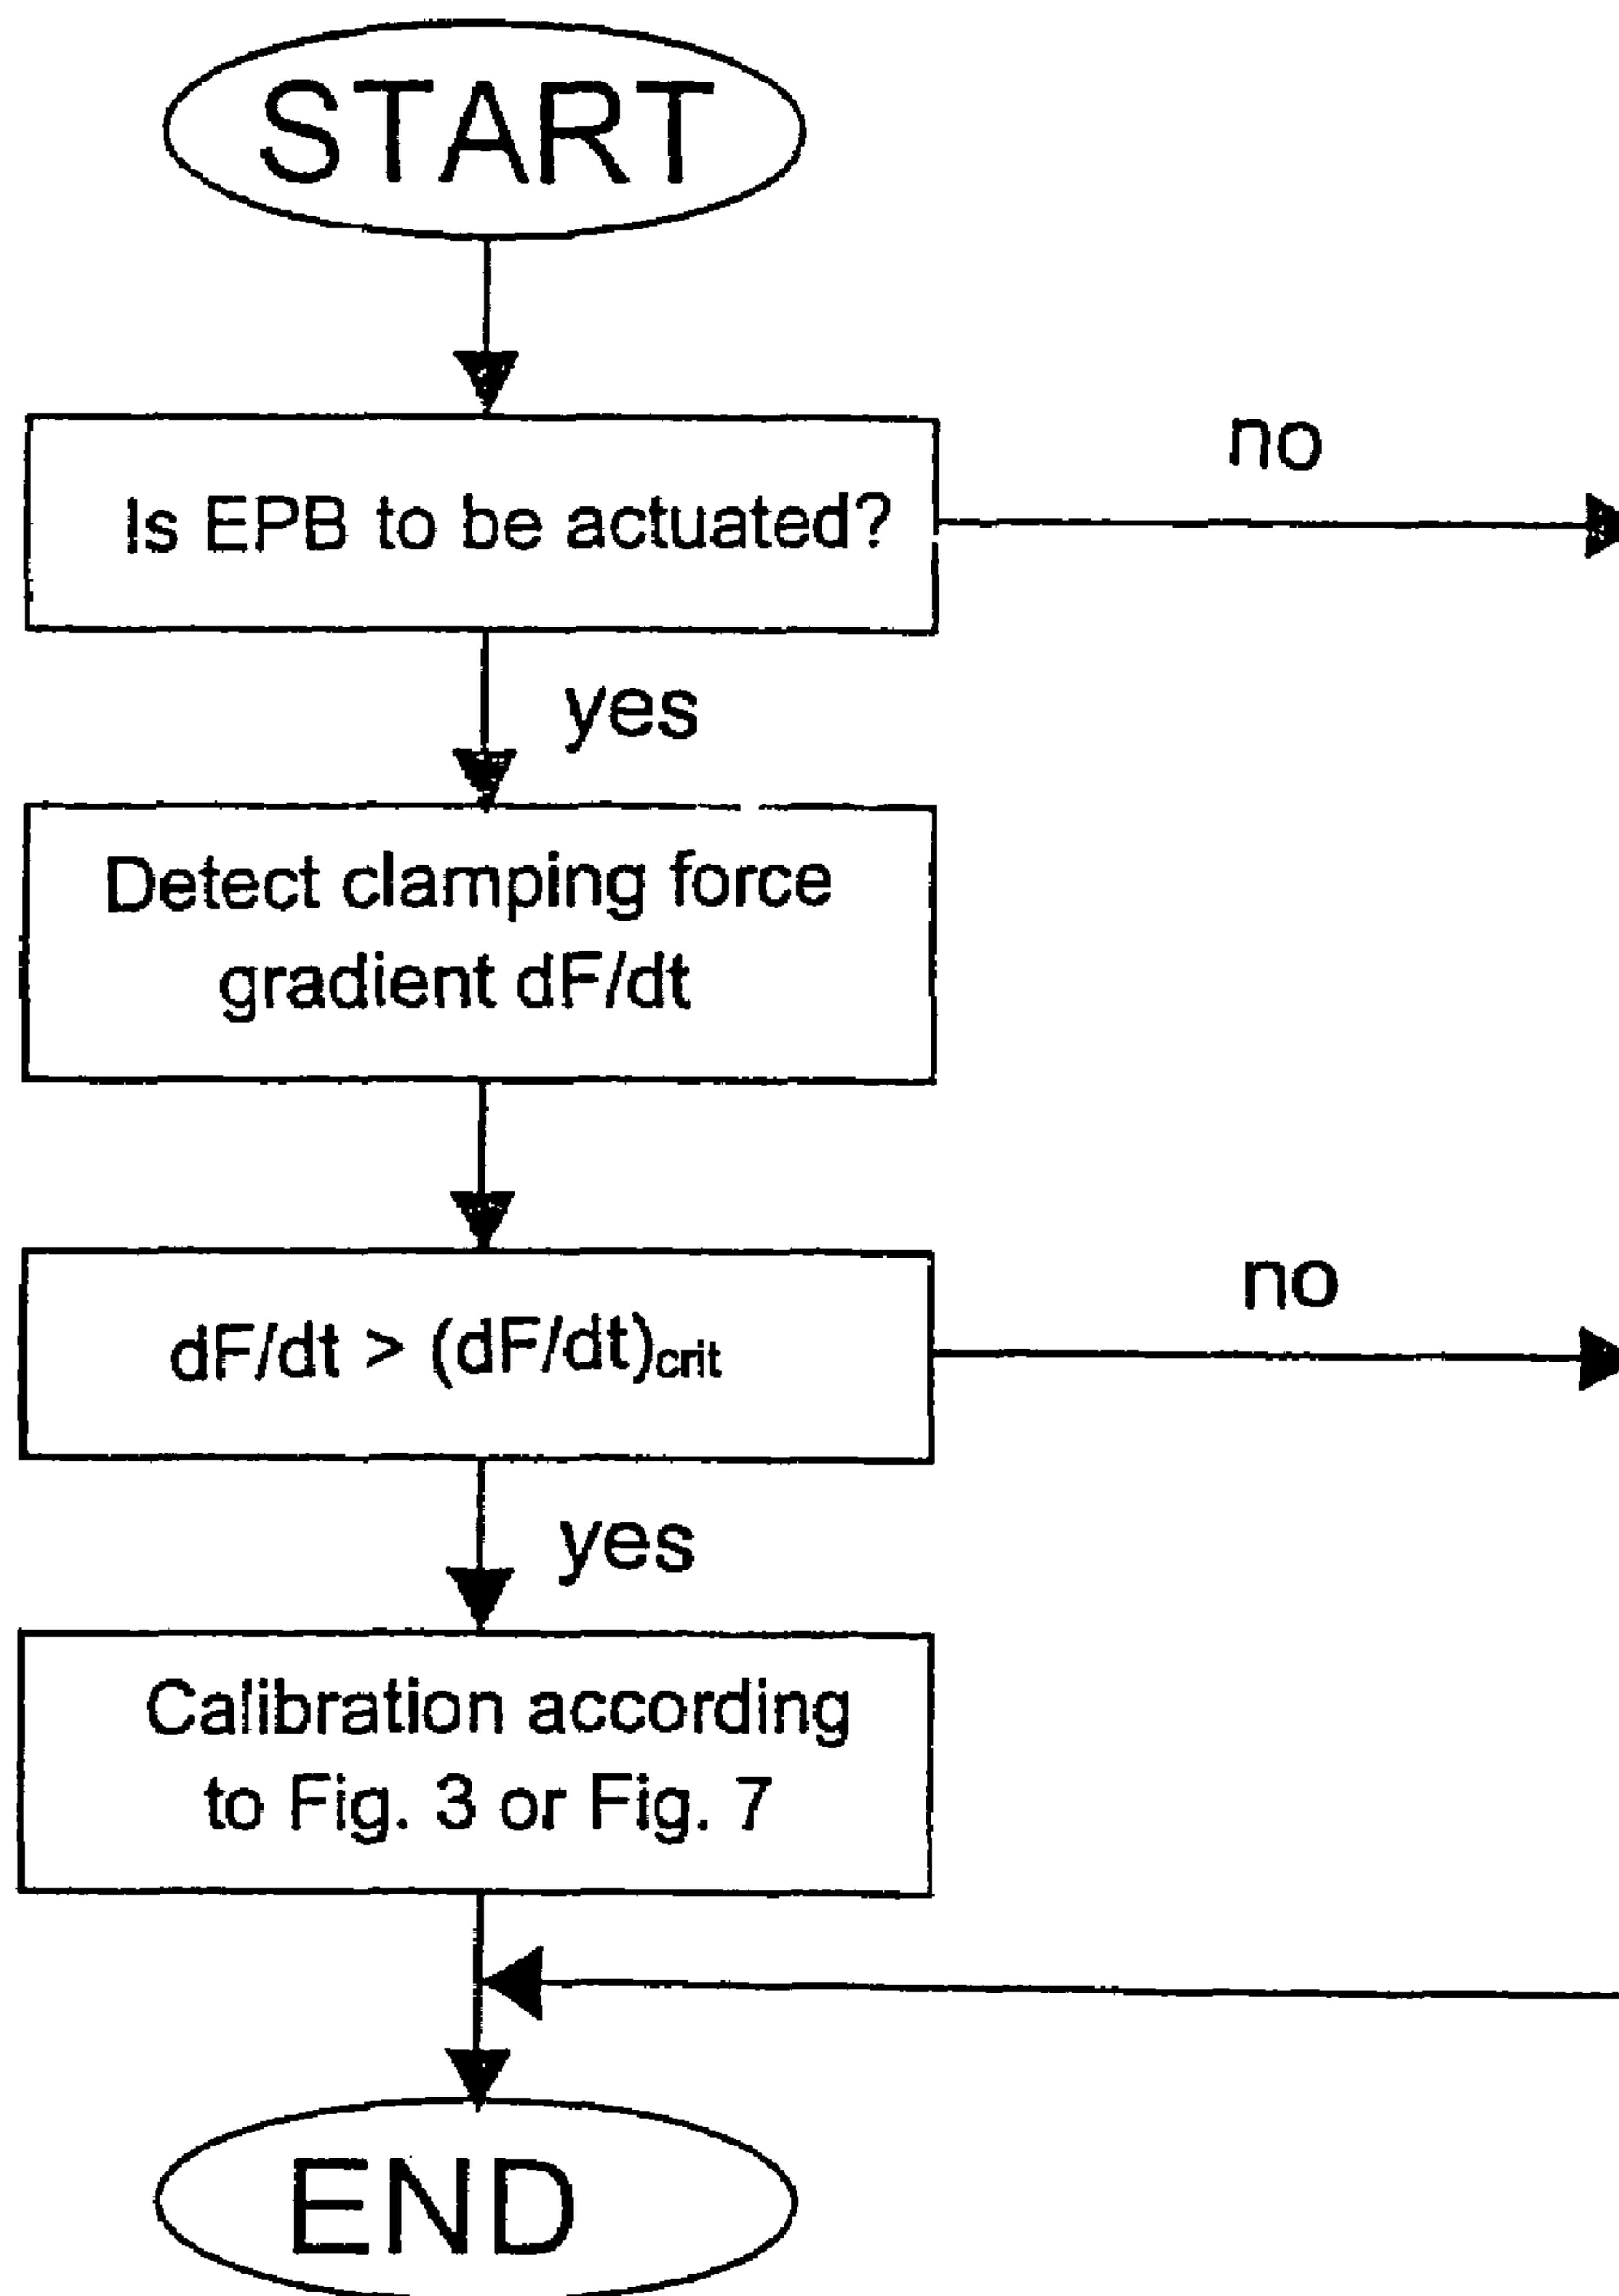 START
Is EPB to be actuated?
no
yes
Detect clamping force
gradient dF/dt
dF/dt > (dF/dt)crit
no
yes
Calibration according
to Fig. 3 or Fig. 7
END